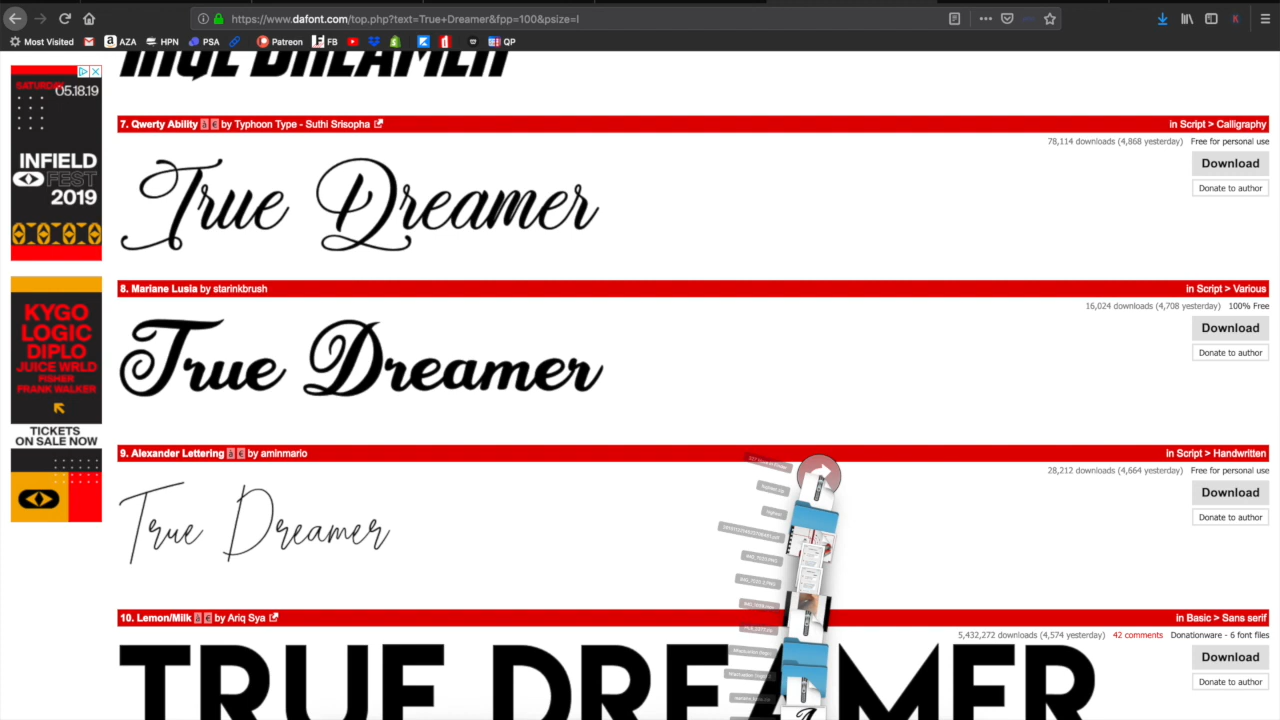 https://www.dafont.com/top.php?text=True+Dreamer&fpp=100&psize=l
Most Visited
AZA
HPN
PSA
Patreon
FB
QP
SATURDAY
05.18.19
INFIELD
FEST
2019
KYGO
LOGIC
DIPLO
JUICE WRLD
FISHER
FRANK WALKER
TICKETS
ON SALE NOW
7. Qwerty Ability à € by Typhoon Type - Suthi Srisopha
in Script > Calligraphy
78,114 downloads (4,868 yesterday) Free for personal use
Download
Donate to author
True Dreamer
8. Mariane Lusia by starinkbrush
in Script > Various
16,024 downloads (4,708 yesterday) 100% Free
Download
Donate to author
True Dreamer
9. Alexander Lettering à € by aminmario
in Script > Handwritten
28,212 downloads (4,664 yesterday) Free for personal use
Download
Donate to author
True Dreamer
10. Lemon/Milk à € by Ariq Sya
in Basic > Sans serif
5,432,272 downloads (4,574 yesterday) 42 comments Donationware - 6 font files
Download
Donate to author
TRUE DREAMER